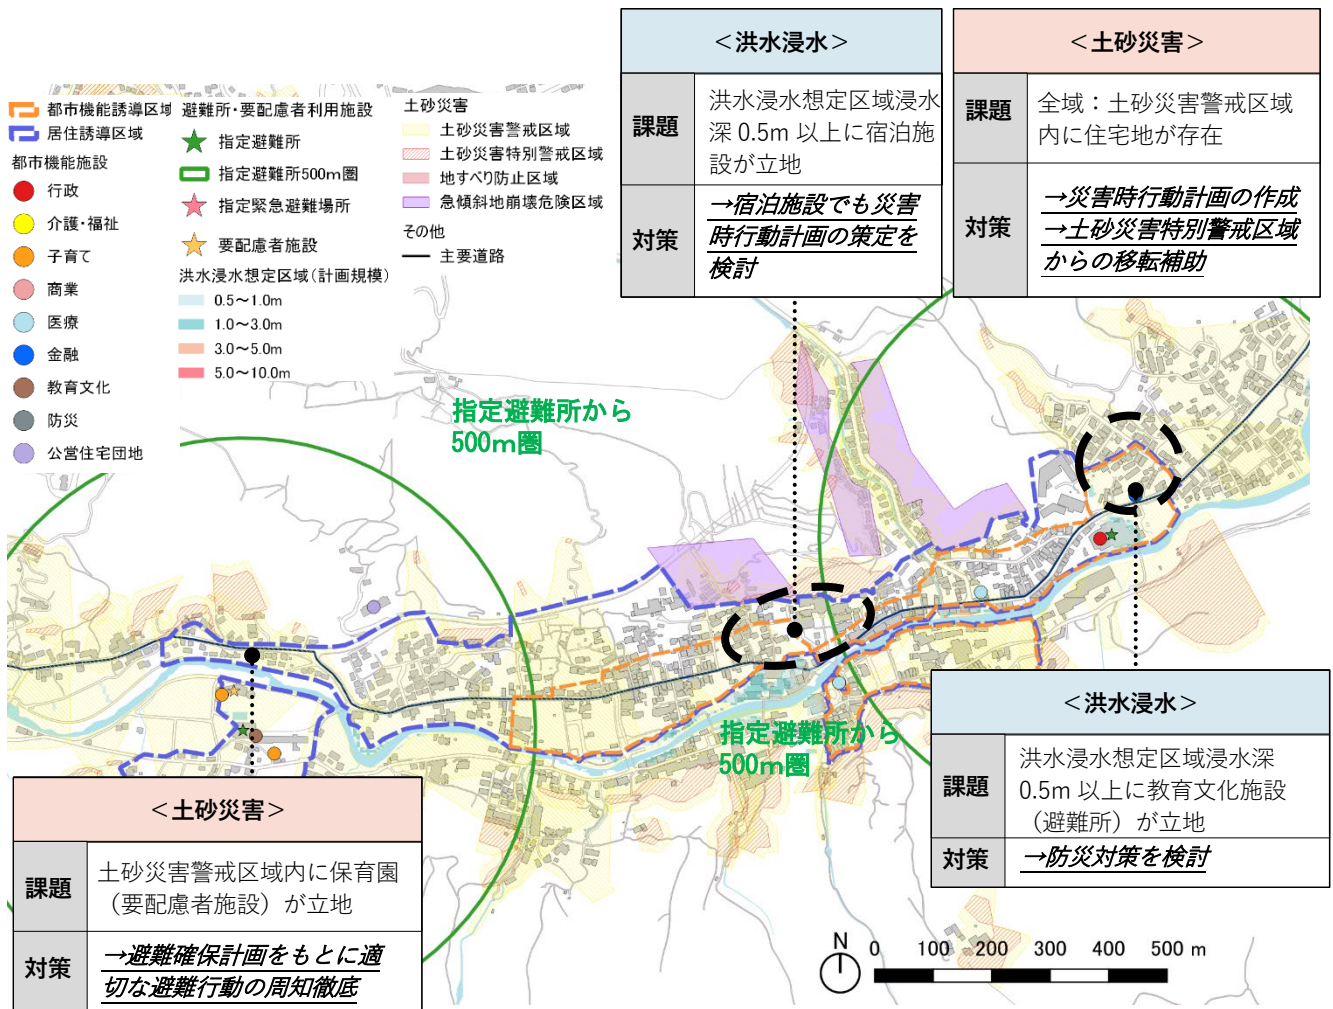 都市機能誘導区域
居住誘導区域
都市機能施設
行政
介護・福祉
子育て
商業
医療
金融
教育文化
防災
公営住宅団地
避難所・要配慮者利用施設
指定避難所
指定避難所500m圏
指定緊急避難場所
要配慮者施設
洪水浸水想定区域(計画規模)
0.5～1.0m
1.0～3.0m
3.0～5.0m
5.0～10.0m
土砂災害
土砂災害警戒区域
土砂災害特別警戒区域
地すべり防止区域
急傾斜地崩壊危険区域
その他
主要道路
＜洪水浸水＞
課題
洪水浸水想定区域浸水
深 0.5m 以上に宿泊施
設が立地
対策
→宿泊施設でも災害
時行動計画の策定を
検討
＜土砂災害＞
課題
全域：土砂災害警戒区域
内に住宅地が存在
対策
→災害時行動計画の作成
→土砂災害特別警戒区域
からの移転補助
指定避難所から
500m圏
指定避難所から
500m圏
＜土砂災害＞
課題
土砂災害警戒区域内に保育園
（要配慮者施設）が立地
対策
→避難確保計画をもとに適
切な避難行動の周知徹底
＜洪水浸水＞
課題
洪水浸水想定区域浸水深
0.5m 以上に教育文化施設
（避難所）が立地
対策
→防災対策を検討
N
0 100 200 300 400 500 m